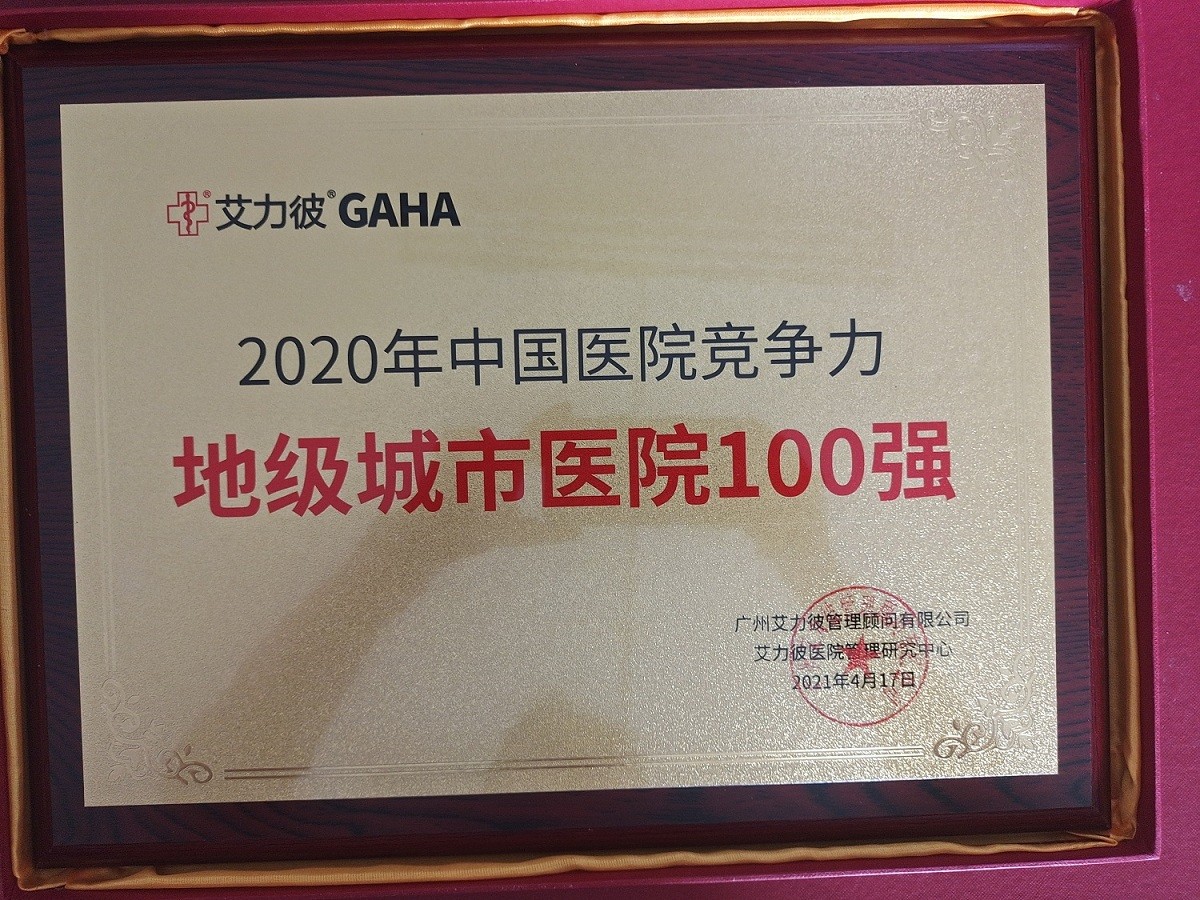 艾力彼® GAHA
2020年中国医院竞争力
地级城市医院100强
广州艾力彼管理顾问有限公司
艾力彼医院管理研究中心
2021年4月17日